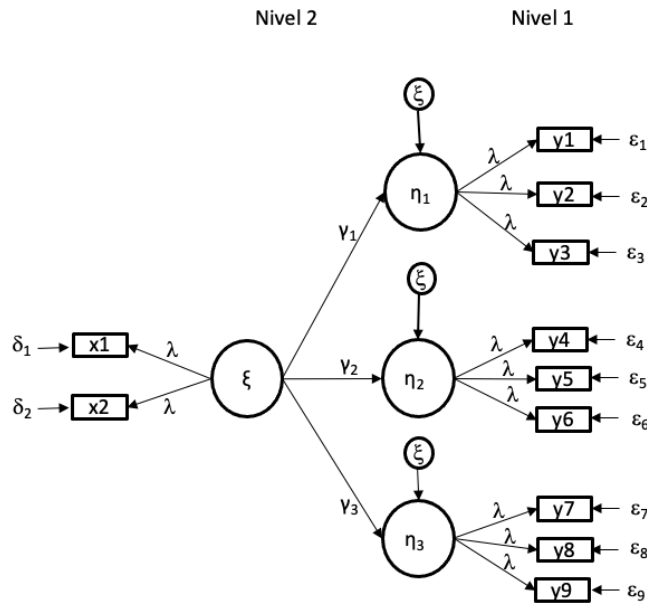 Nivel 2 Nivel 1
ξ
y1 ε1
λ
η1 λ y2 ε2
λ
γ1 y3 ε3
ξ
δ1 x1 λ y4 ε4
λ γ2 η2 λ y5 ε5
ξ
δ2 x2 λ λ y6 ε6
ξ
γ3 λ y7 ε7
η3 λ y8 ε8
λ
y9 ε9